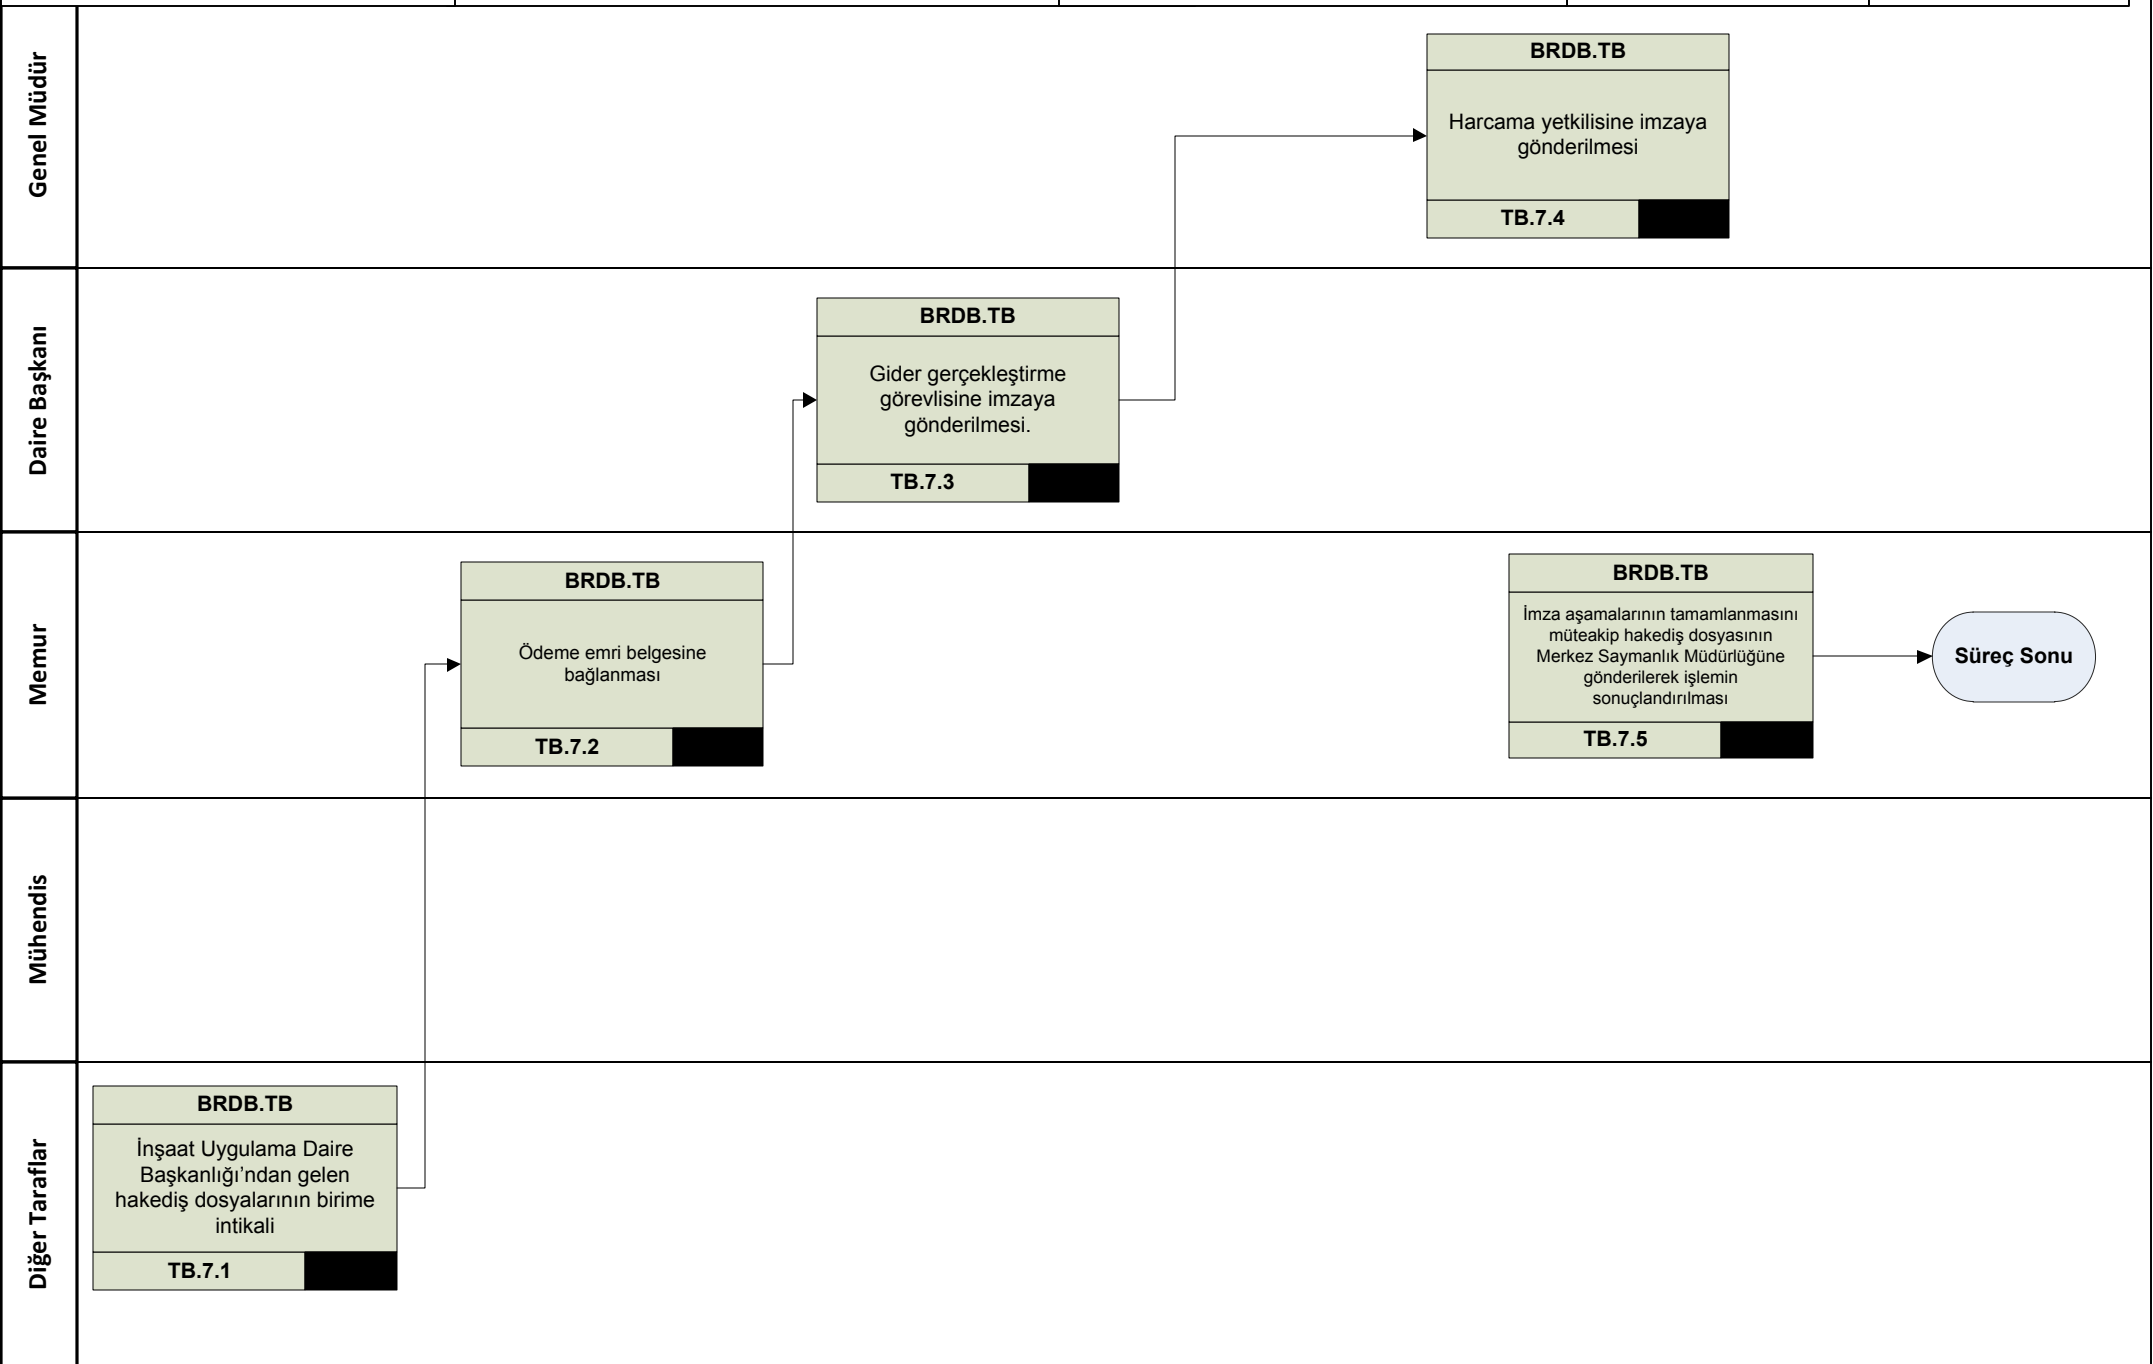 Genel Müdür
BRDB.TB
Harcama yetkilisine imzaya
gönderilmesi
TB.7.4
Daire Başkanı
BRDB.TB
Gider gerçekleştirme
görevlisine imzaya
gönderilmesi.
TB.7.3
Memur
BRDB.TB
Ödeme emri belgesine
bağlanması
TB.7.2
BRDB.TB
İmza aşamalarının tamamlanmasını
müteakip hakediş dosyasının
Merkez Saymanlık Müdürlüğüne
gönderilerek işlemin
sonuçlandırılması
TB.7.5
Süreç Sonu
Mühendis
Diğer Taraflar
BRDB.TB
İnşaat Uygulama Daire
Başkanlığı’ndan gelen
hakediş dosyalarının birime
intikali
TB.7.1